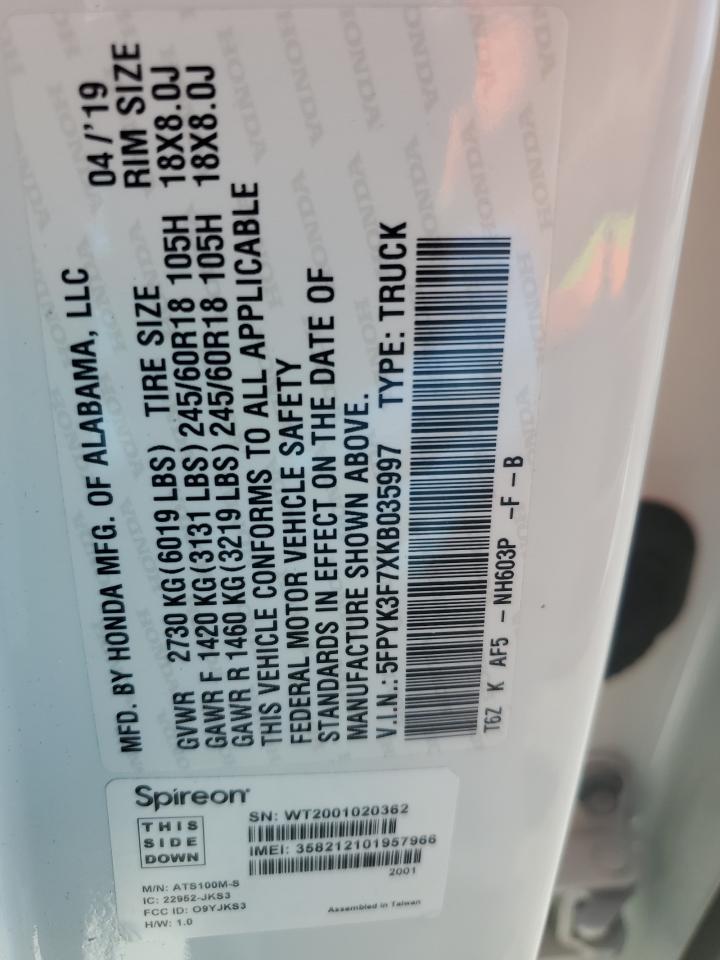 MFD. BY HONDA MFG. OF ALABAMA, LLC 04/'19
TIRE SIZE RIM SIZE
GVWR 2730 KG (6019 LBS)
GAWR F 1420 KG (3131 LBS) 245/60R18 105H 18X8.0J
GAWR R 1460 KG (3219 LBS) 245/60R18 105H 18X8.0J
THIS VEHICLE CONFORMS TO ALL APPLICABLE
FEDERAL MOTOR VEHICLE SAFETY
STANDARDS IN EFFECT ON THE DATE OF
MANUFACTURE SHOWN ABOVE.
V.I.N.: 5FPYK3F7XKB035997 TYPE: TRUCK
T6Z K AF5 -NH603P -F-B
Spireon
THIS
SIDE
DOWN
SN: WT2001020362
IMEI: 358212101957966
2001
M/N: ATS100M-S
IC: 22952-JKS3
FCC ID: O9YJKS3
H/W: 1.0
Assembled in Taiwan